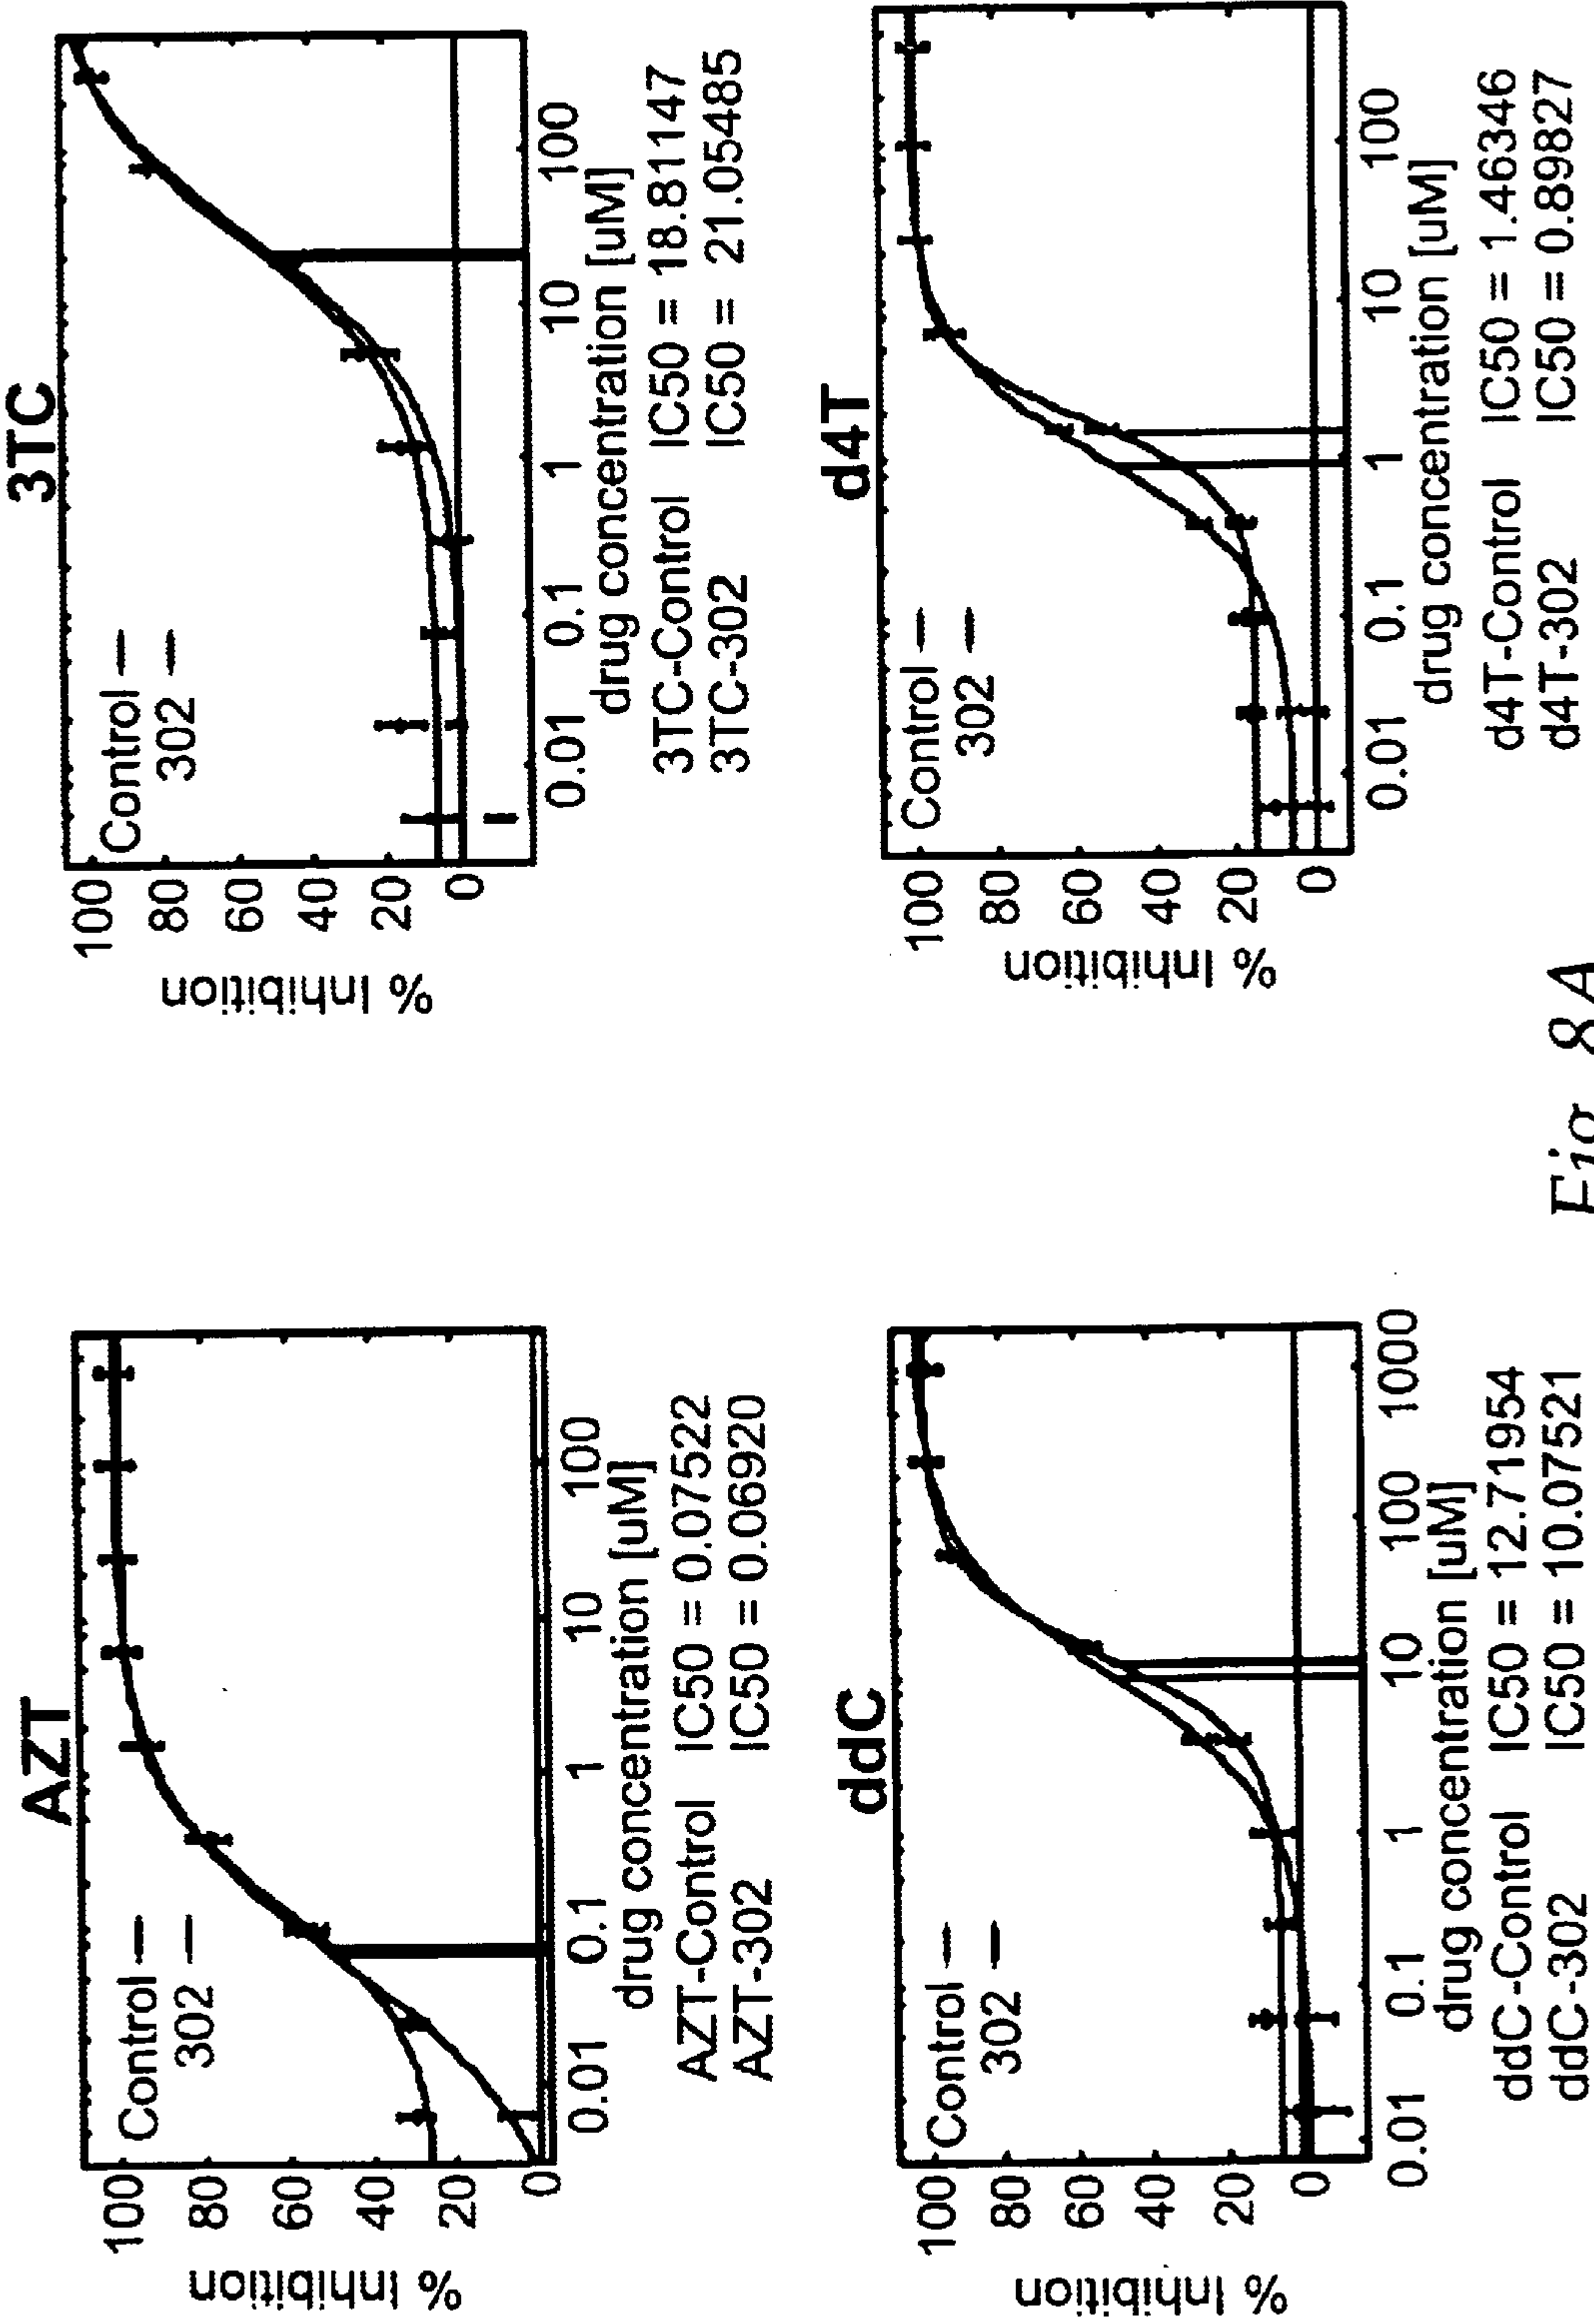 AZT
Control
302
% Inhibition
100
80
60
40
20
0
0.01
0.1
1
10
100
drug concentration [uM]
AZT-Control IC50 = 0.07522
AZT-302 IC50 = 0.06920
3TC
Control
302
% Inhibition
100
80
60
40
20
0
0.01
0.1
1
10
100
drug concentration [uM]
3TC-Control IC50 = 18.81147
3TC-302 IC50 = 21.05485
ddC
Control
302
% Inhibition
100
80
60
40
20
0
0.01
0.1
1
10
100
1000
drug concentration [uM]
ddC-Control IC50 = 12.71954
ddC-302 IC50 = 10.07521
d4T
Control
302
% Inhibition
100
80
60
40
20
0
0.01
0.1
1
10
100
drug concentration [uM]
d4T-Control IC50 = 1.46346
d4T-302 IC50 = 0.89827
Fig. 8A